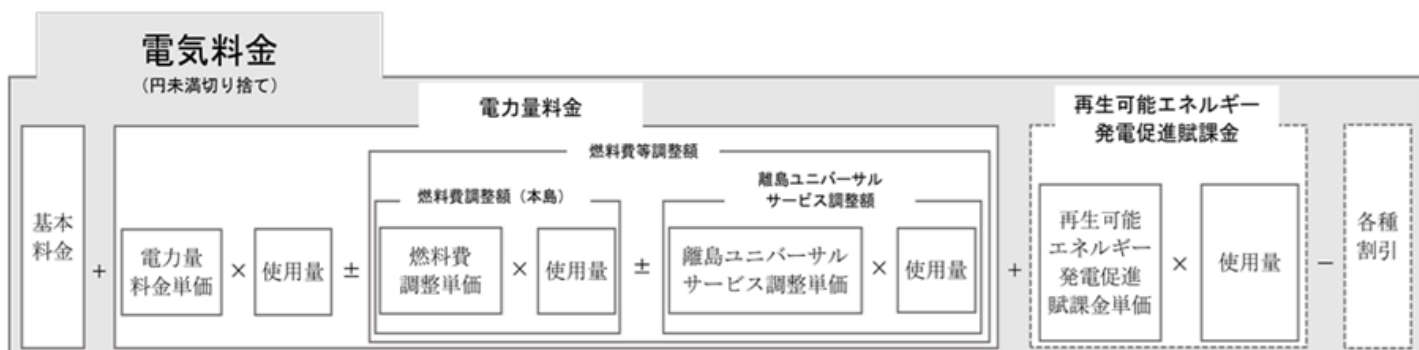 電気料金
(円未満切り捨て)
電力量料金
再生可能エネルギー
発電促進賦課金
燃料費等調整額
燃料費調整額(本島)
離島ユニバーサル
サービス調整額
基本
料金
+
電力量
料金単価
×
使用量
±
燃料費
調整単価
×
使用量
±
離島ユニバーサル
サービス調整単価
×
使用量
+
再生可能
エネルギー
発電促進
賦課金単価
×
使用量
−
各種
割引